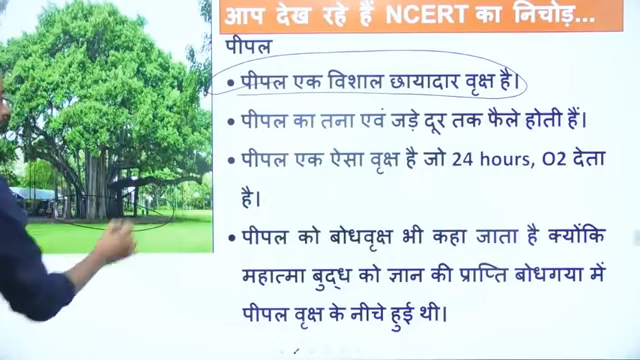 आप देख रहे हैं NCERT का निचोड़...
पीपल
• पीपल एक विशाल छायादार वृक्ष है।
• पीपल का तना एवं जड़े दूर तक फैले होती हैं।
• पीपल एक ऐसा वृक्ष है जो 24 hours, O2 देता
है।
• पीपल को बोधवृक्ष भी कहा जाता है क्योंकि
महात्मा बुद्ध को ज्ञान की प्राप्ति बोधगया में
पीपल वृक्ष के नीचे हुई थी।